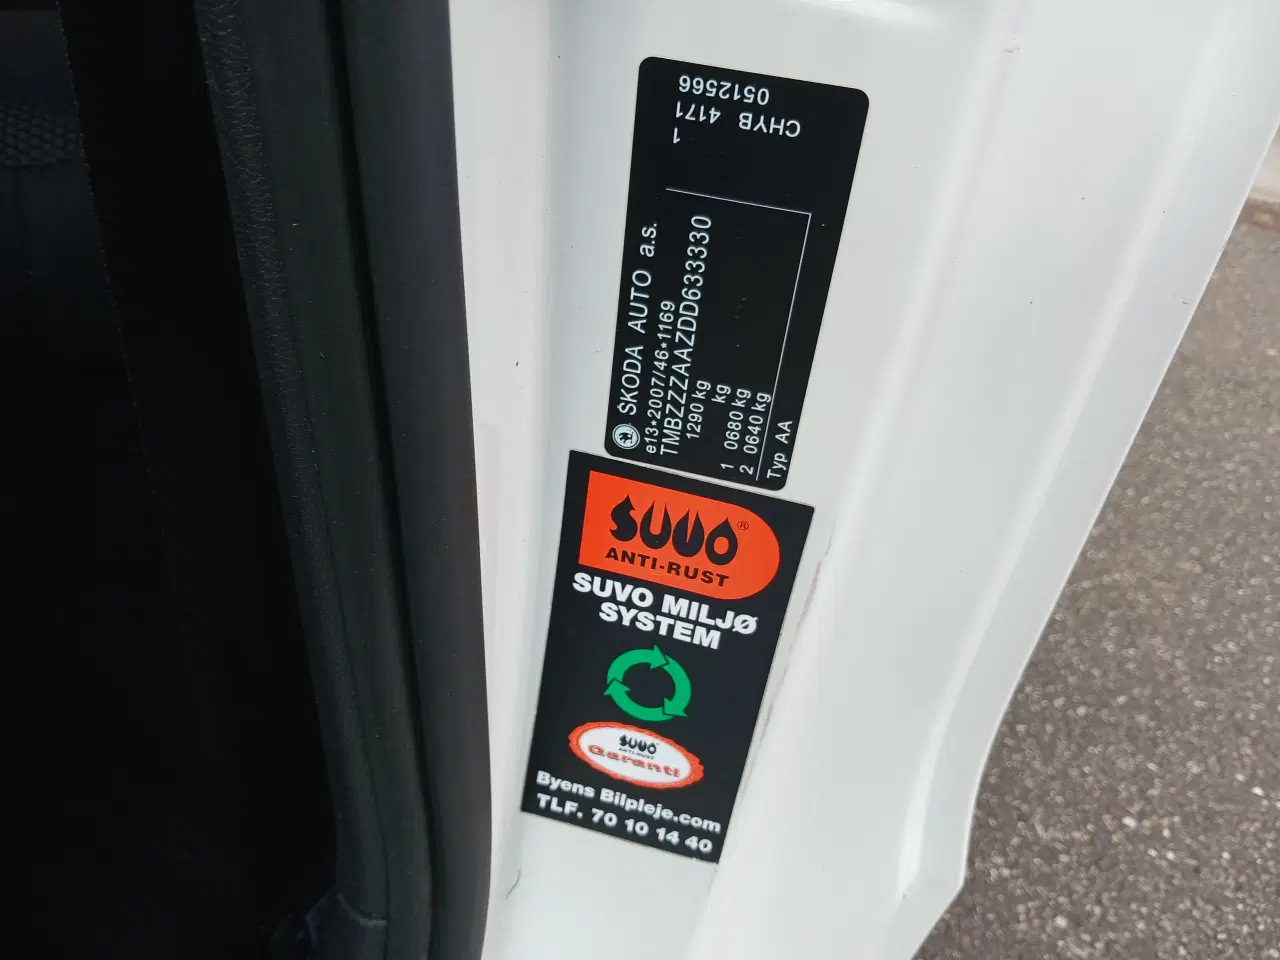 ŠKODA AUTO a.s.
e13*2007/46*1169
TMBZZZAAZDD633330
1290 kg
kg
1 0680 kg
2 0640 kg
Typ AA
1
CHYB 4171
0512566
SUVO®
ANTI-RUST
SUVO MILJØ
SYSTEM
SUVO
ANTI-RUST
Garanti
Byens Bilpleje.com
TLF. 70 10 14 40